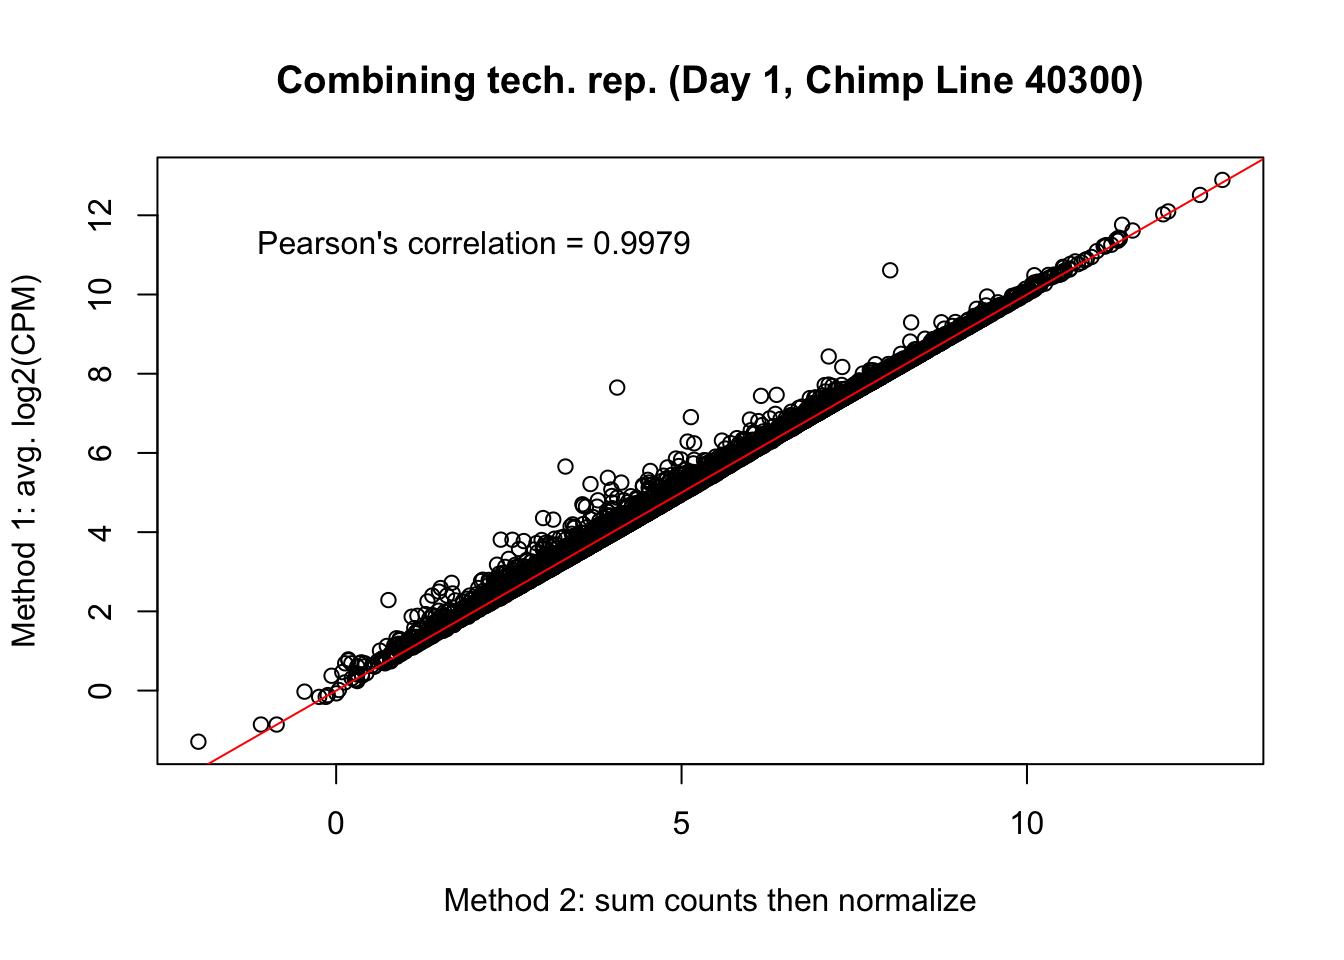 Combining tech. rep. (Day 1, Chimp Line 40300)
Pearson's correlation = 0.9979
Method 1: avg. log2(CPM)
12
10
8
6
4
2
0
0 5 10
Method 2: sum counts then normalize